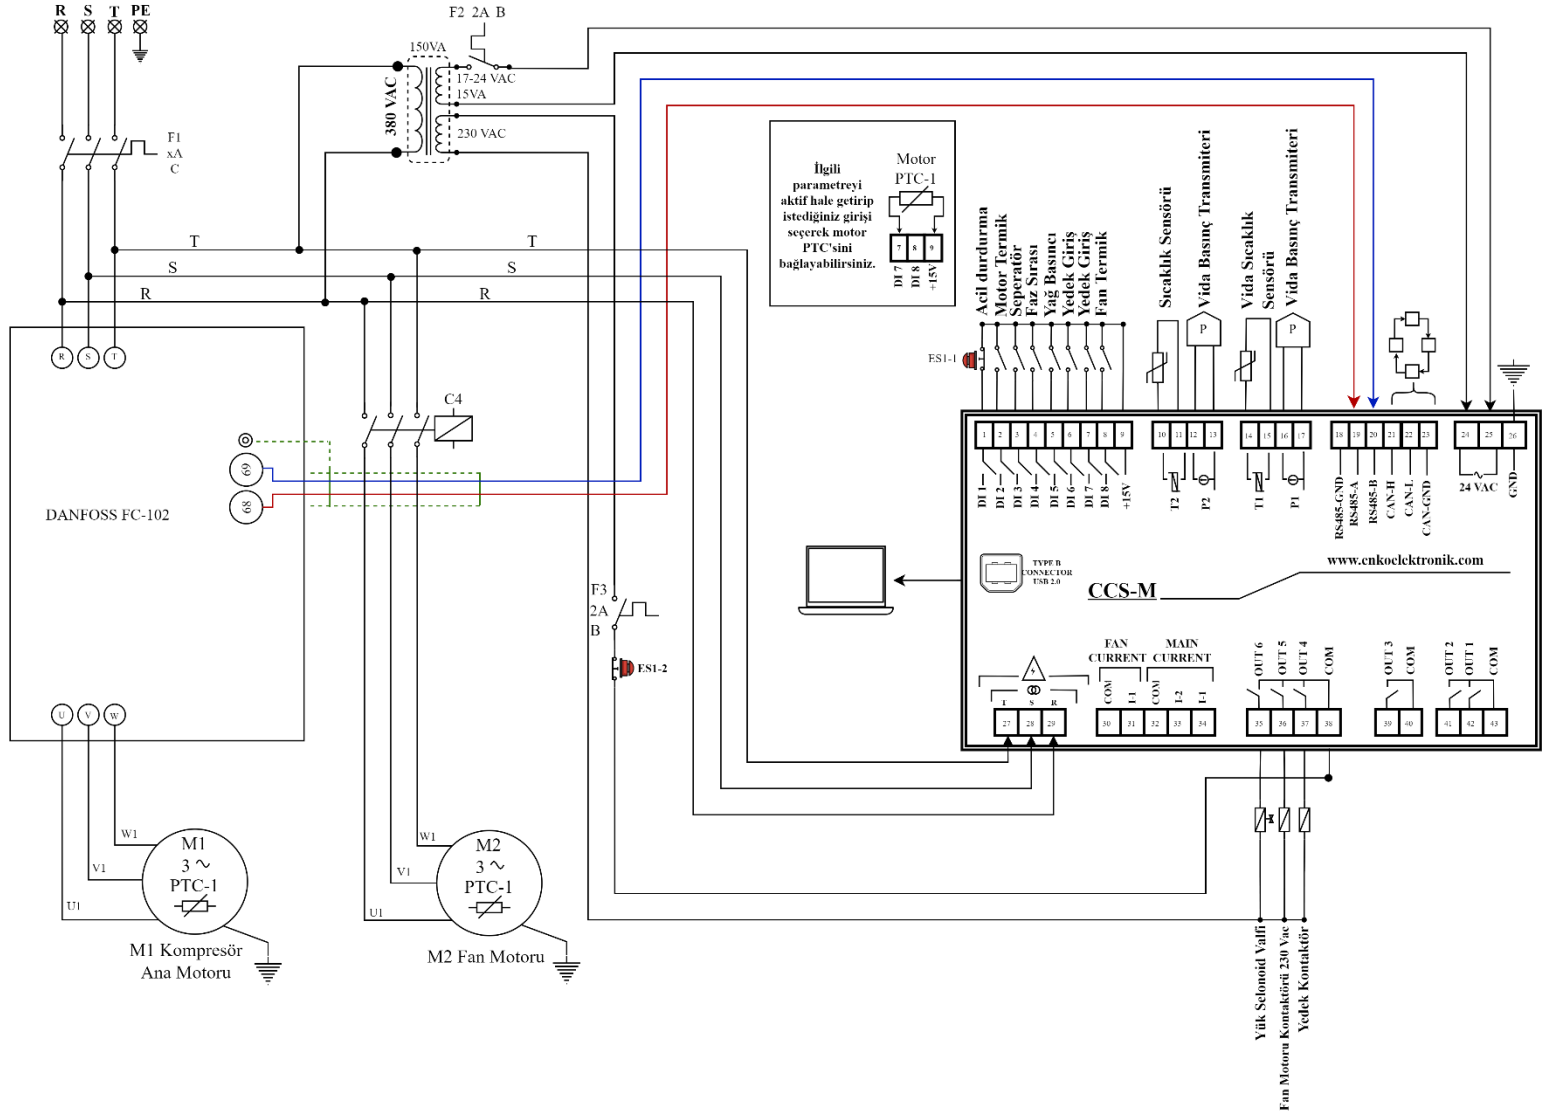 R S T PE
F2 2A B
150VA
380 VAC
17-24 VAC
15VA
230 VAC
F1
xA
C
T T
S S
R R
İlgili
parametreyi
aktif hale getirip
istediğiniz girişi
seçerek motor
PTC'sini
bağlayabilirsiniz.
Motor
PTC-1
7 8 9
DI 7
DI 8
+15V
Acil durdurma
Motor Termik
Seperatör
Faz Sırası
Yağ Basıncı
Yedek Giriş
Yedek Giriş
Fan Termik
Sıcaklık Sensörü
Vida Basınç Transmiteri
Vida Sıcaklık
Sensörü
Vida Basınç Transmiteri
P P
ES1-1
R S T
C4
69
68
DANFOSS FC-102
1 2 3 4 5 6 7 8 9
10 11 12 13
14 15 16 17
18 19 20 21 22 23
24 25 26
DI 1
DI 2
DI 3
DI 4
DI 5
DI 6
DI 7
DI 8
+15V
T2
P2
T1
P1
RS485-GND
RS485-A
RS485-B
CAN-H
CAN-L
CAN-GND
24 VAC
GND
TYPE B
CONNECTOR
USB 2.0
www.enkoelektronik.com
CCS-M
F3
2A
B
ES1-2
FAN
CURRENT
MAIN
CURRENT
COM
I-1
COM
I-2
I-1
OUT 6
OUT 5
OUT 4
COM
OUT 3
COM
OUT 2
OUT 1
COM
T S R
27 28 29
30 31 32 33 34
35 36 37 38
39 40
41 42 43
U V W
W1
V1
U1
M1
3
PTC-1
M1 Kompresör
Ana Motoru
W1
V1
U1
M2
3
PTC-1
M2 Fan Motoru
Yük Selonoid Valfi
Fan Motoru Kontaktörü 230 Vac
Yedek Kontaktör